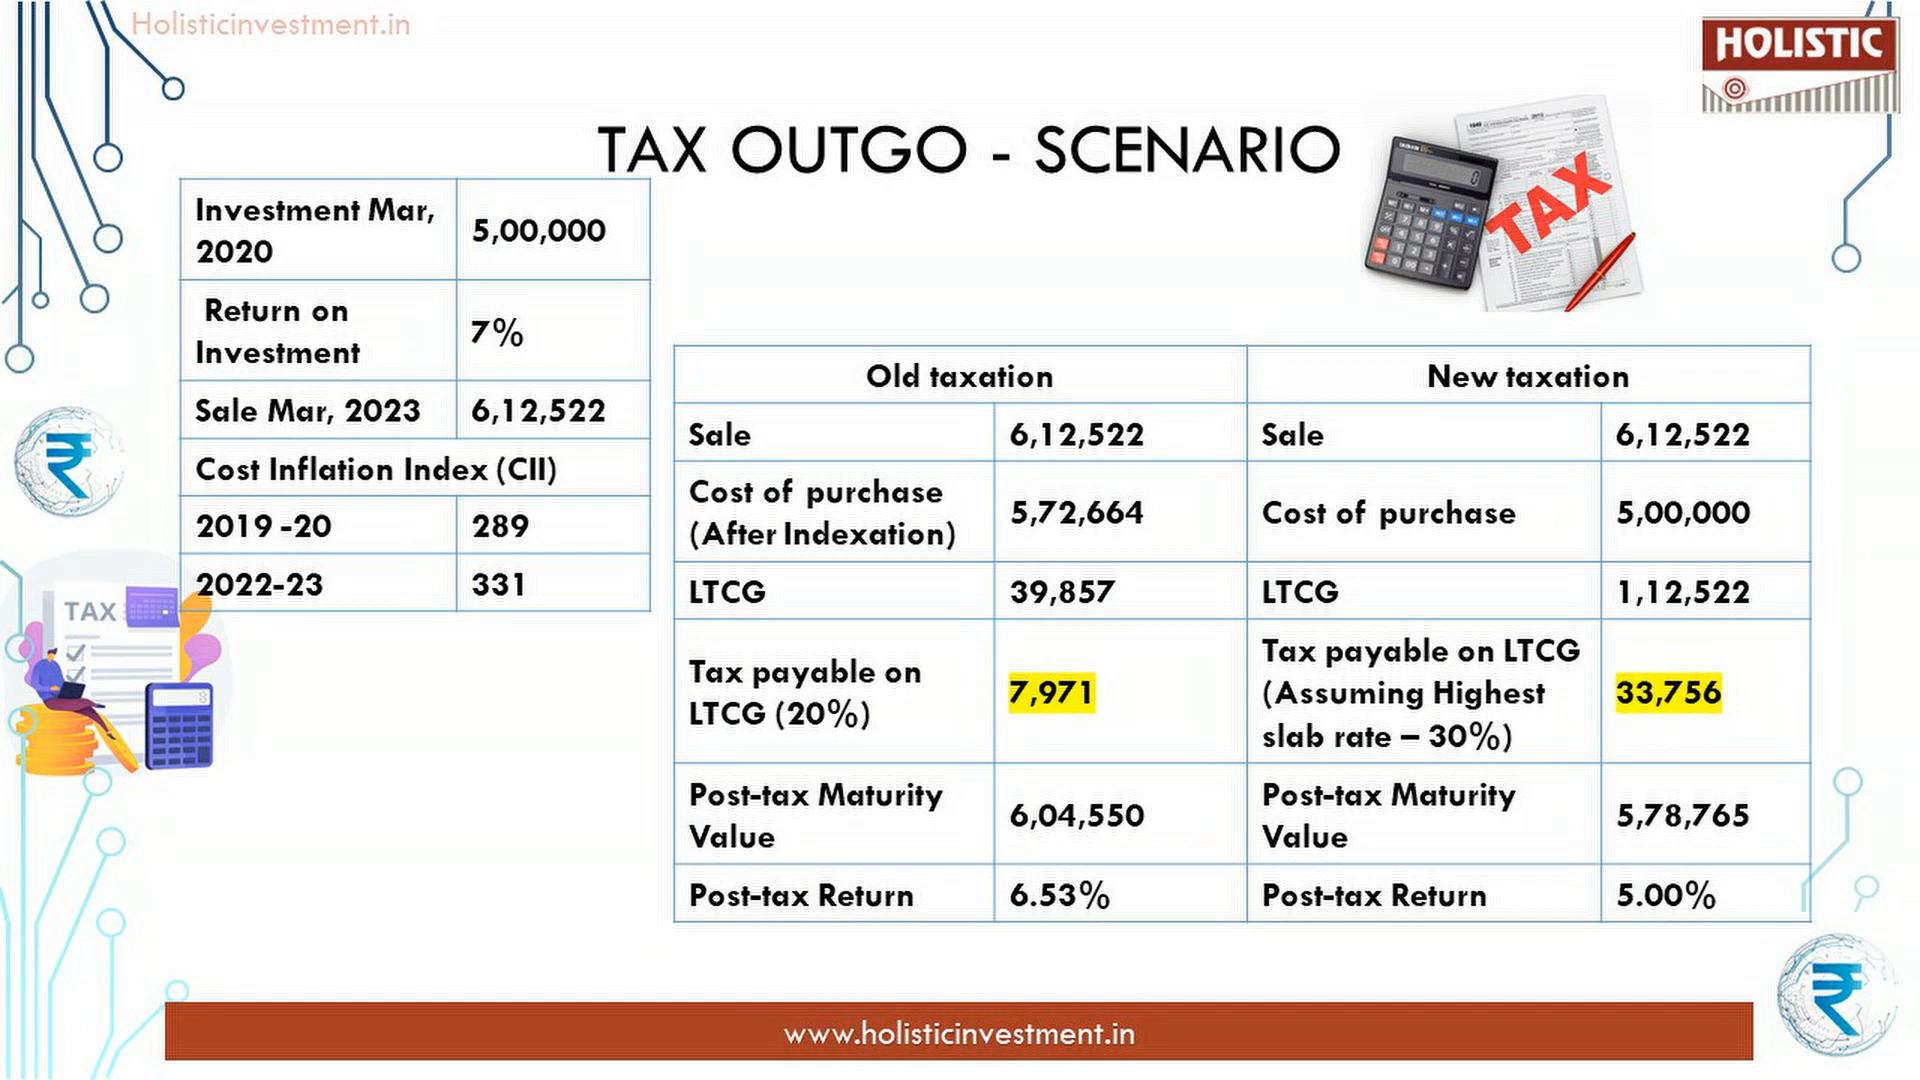 Holisticinvestment.in
HOLISTIC
TAX OUTGO - SCENARIO
TAX
Investment Mar, 2020 5,00,000
Return on Investment 7%
Sale Mar, 2023 6,12,522
Cost Inflation Index (CII)
2019 -20 289
2022-23 331
TAX
Old taxation New taxation
Sale 6,12,522 Sale 6,12,522
Cost of purchase (After Indexation) 5,72,664 Cost of purchase 5,00,000
LTCG 39,857 LTCG 1,12,522
Tax payable on LTCG (20%) 7,971 Tax payable on LTCG (Assuming Highest slab rate – 30%) 33,756
Post-tax Maturity Value 6,04,550 Post-tax Maturity Value 5,78,765
Post-tax Return 6.53% Post-tax Return 5.00%
www.holisticinvestment.in